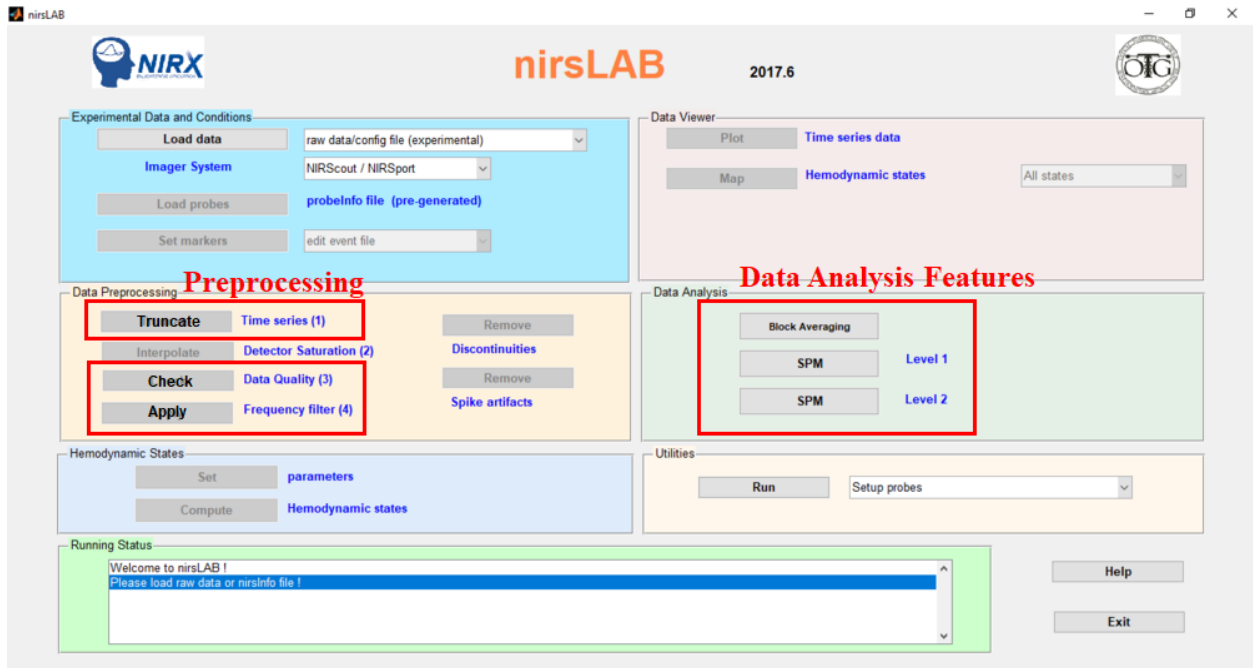 nirsLAB
NIRX
nirsLAB
2017.6
OTG
Experimental Data and Conditions
Load data
raw data/config file (experimental)
Imager System
NIRScout / NIRSport
Load probes
probeInfo file (pre-generated)
Set markers
edit event file
Data Viewer
Plot
Time series data
Map
Hemodynamic states
All states
Preprocessing
Data Preprocessing
Truncate
Time series (1)
Interpolate
Detector Saturation (2)
Check
Data Quality (3)
Apply
Frequency filter (4)
Remove
Discontinuities
Remove
Spike artifacts
Data Analysis Features
Data Analysis
Block Averaging
SPM
Level 1
SPM
Level 2
Hemodynamic States
Set
parameters
Compute
Hemodynamic states
Utilities
Run
Setup probes
Running Status
Welcome to nirsLAB !
Please load raw data or nirsInfo file !
Help
Exit